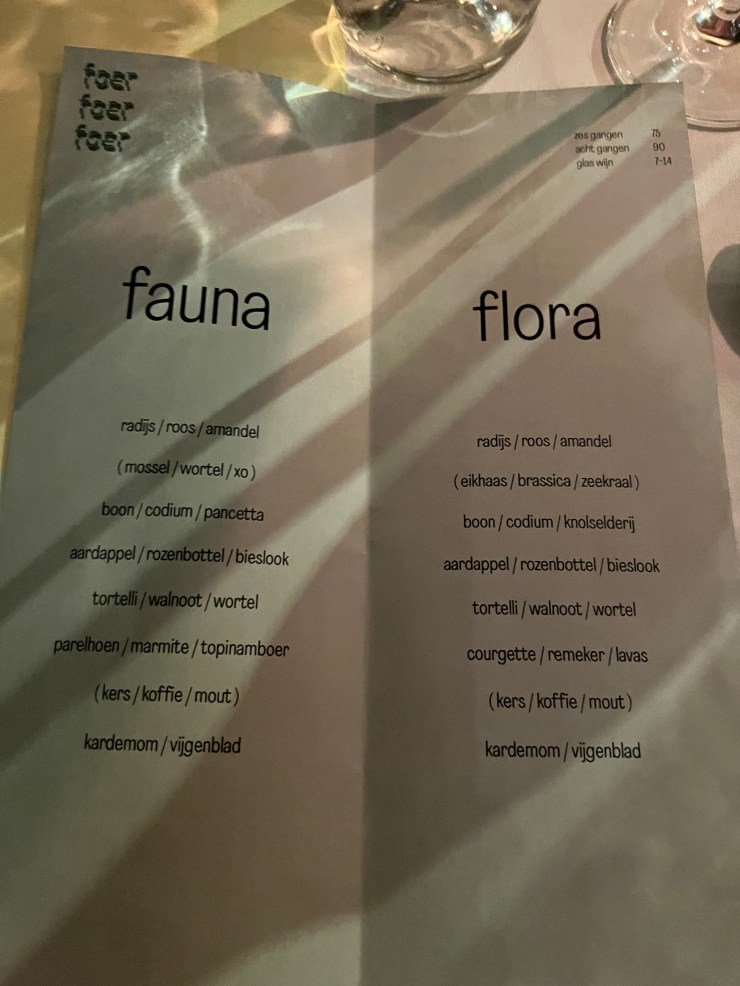 foer
foer
foer
zes gangen 75
acht gangen 90
glas wijn 7-14
fauna
radijs / roos / amandel
( mossel / wortel / xo )
boon / codium / pancetta
aardappel / rozenbottel / bieslook
tortelli / walnoot / wortel
parelhoen / marmite / topinamboer
( kers / koffie / mout )
kardemom / vijgenblad
flora
radijs / roos / amandel
( eikhaas / brassica / zeekraal )
boon / codium / knolselderij
aardappel / rozenbottel / bieslook
tortelli / walnoot / wortel
courgette / remeker / lavas
( kers / koffie / mout )
kardemom / vijgenblad